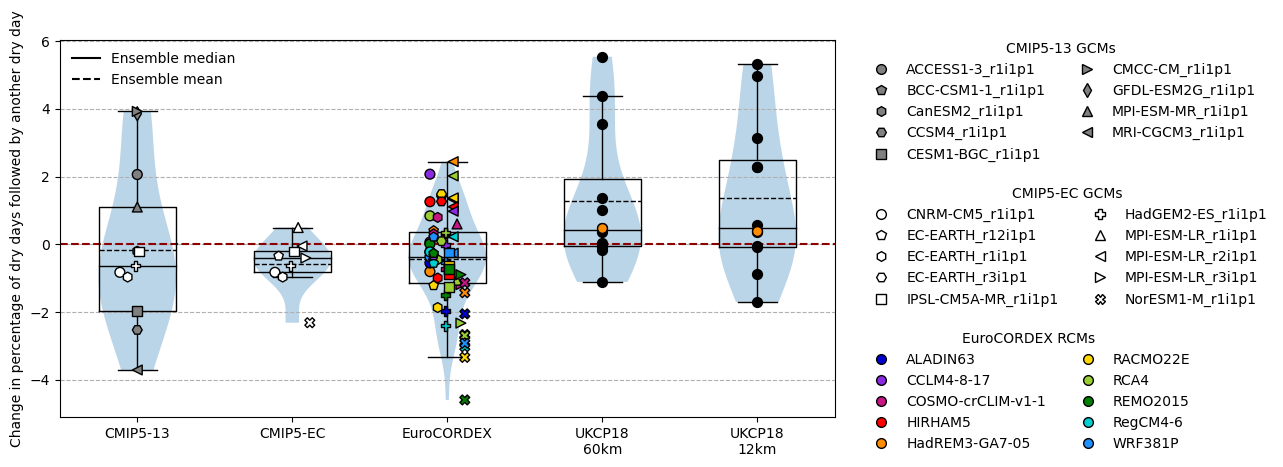 Change in percentage of dry days followed by another dry day
6
4
2
0
−2
−4
Ensemble median
Ensemble mean
CMIP5-13
CMIP5-EC
EuroCORDEX
UKCP18
60km
UKCP18
12km
CMIP5-13 GCMs
ACCESS1-3_r1i1p1
BCC-CSM1-1_r1i1p1
CanESM2_r1i1p1
CCSM4_r1i1p1
CESM1-BGC_r1i1p1
CMCC-CM_r1i1p1
GFDL-ESM2G_r1i1p1
MPI-ESM-MR_r1i1p1
MRI-CGCM3_r1i1p1
CMIP5-EC GCMs
CNRM-CM5_r1i1p1
EC-EARTH_r12i1p1
EC-EARTH_r1i1p1
EC-EARTH_r3i1p1
IPSL-CM5A-MR_r1i1p1
HadGEM2-ES_r1i1p1
MPI-ESM-LR_r1i1p1
MPI-ESM-LR_r2i1p1
MPI-ESM-LR_r3i1p1
NorESM1-M_r1i1p1
EuroCORDEX RCMs
ALADIN63
CCLM4-8-17
COSMO-crCLIM-v1-1
HIRHAM5
HadREM3-GA7-05
RACMO22E
RCA4
REMO2015
RegCM4-6
WRF381P